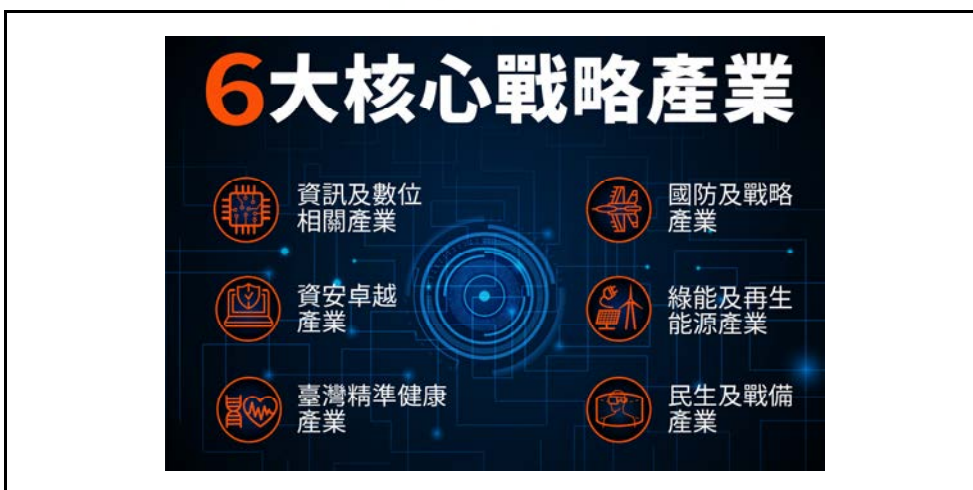 6大核心戰略產業
資訊及數位
相關產業
國防及戰略
產業
資安卓越
產業
綠能及再生
能源產業
臺灣精準健康
產業
民生及戰備
產業